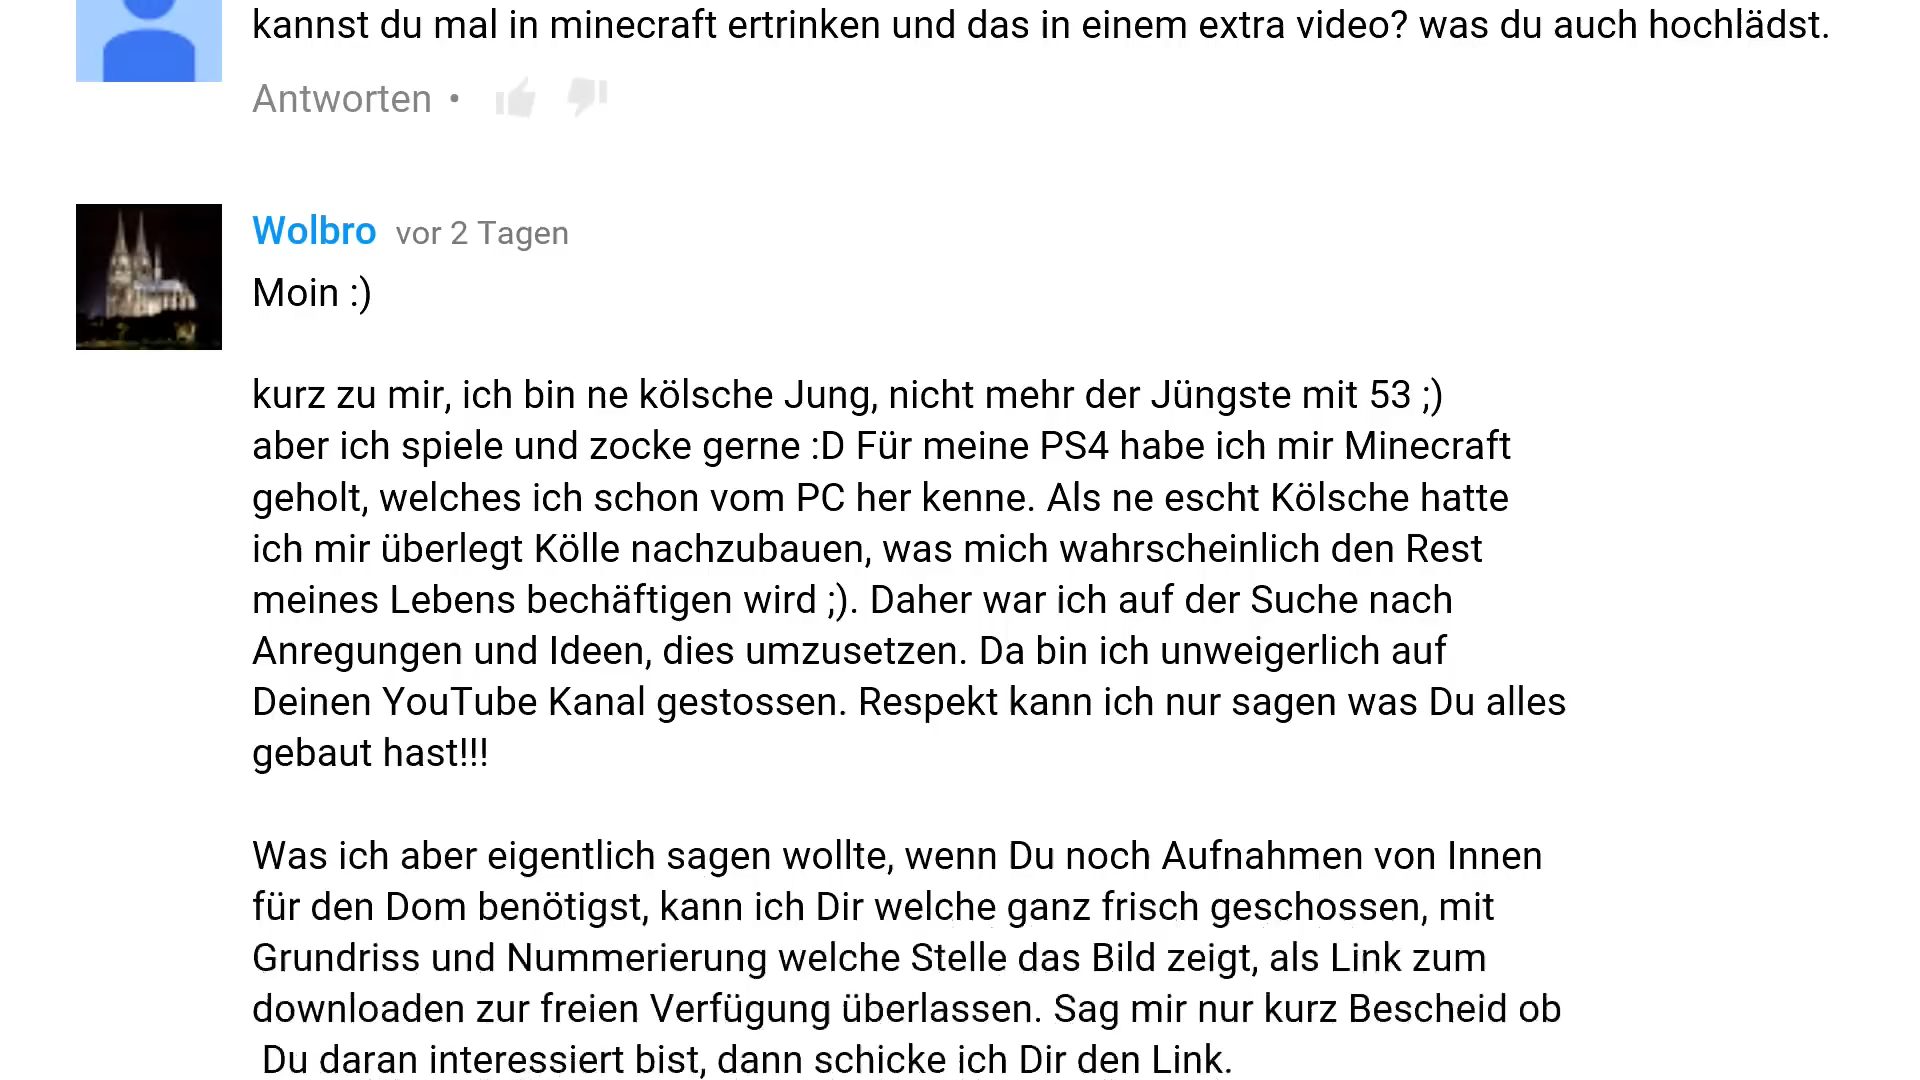 kannst du mal in minecraft ertrinken und das in einem extra video? was du auch hochlädst.
Antworten •
Wolbro vor 2 Tagen
Moin :)
kurz zu mir, ich bin ne kölsche Jung, nicht mehr der Jüngste mit 53 ;)
aber ich spiele und zocke gerne :D Für meine PS4 habe ich mir Minecraft
geholt, welches ich schon vom PC her kenne. Als ne escht Kölsche hatte
ich mir überlegt Kölle nachzubauen, was mich wahrscheinlich den Rest
meines Lebens bechäftigen wird ;). Daher war ich auf der Suche nach
Anregungen und Ideen, dies umzusetzen. Da bin ich unweigerlich auf
Deinen YouTube Kanal gestossen. Respekt kann ich nur sagen was Du alles
gebaut hast!!!
Was ich aber eigentlich sagen wollte, wenn Du noch Aufnahmen von Innen
für den Dom benötigst, kann ich Dir welche ganz frisch geschossen, mit
Grundriss und Nummerierung welche Stelle das Bild zeigt, als Link zum
downloaden zur freien Verfügung überlassen. Sag mir nur kurz Bescheid ob
Du daran interessiert bist, dann schicke ich Dir den Link.